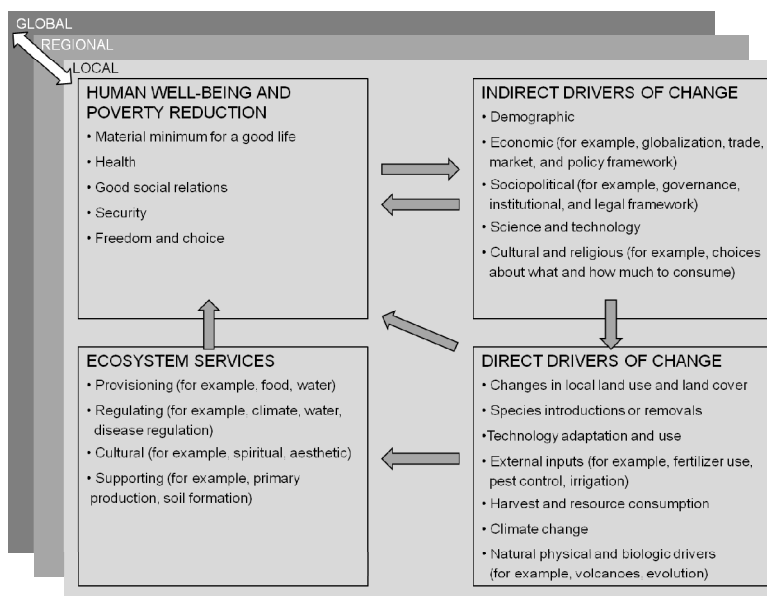 GLOBAL
REGIONAL
LOCAL
HUMAN WELL-BEING AND
POVERTY REDUCTION
• Material minimum for a good life
• Health
• Good social relations
• Security
• Freedom and choice
INDIRECT DRIVERS OF CHANGE
• Demographic
• Economic (for example, globalization, trade,
market, and policy framework)
• Sociopolitical (for example, governance,
institutional, and legal framework)
• Science and technology
• Cultural and religious (for example, choices
about what and how much to consume)
ECOSYSTEM SERVICES
• Provisioning (for example, food, water)
• Regulating (for example, climate, water,
disease regulation)
• Cultural (for example, spiritual, aesthetic)
• Supporting (for example, primary
production, soil formation)
DIRECT DRIVERS OF CHANGE
• Changes in local land use and land cover
• Species introductions or removals
•Technology adaptation and use
• External inputs (for example, fertilizer use,
pest control, irrigation)
• Harvest and resource consumption
• Climate change
• Natural physical and biologic drivers
(for example, volcanoes, evolution)